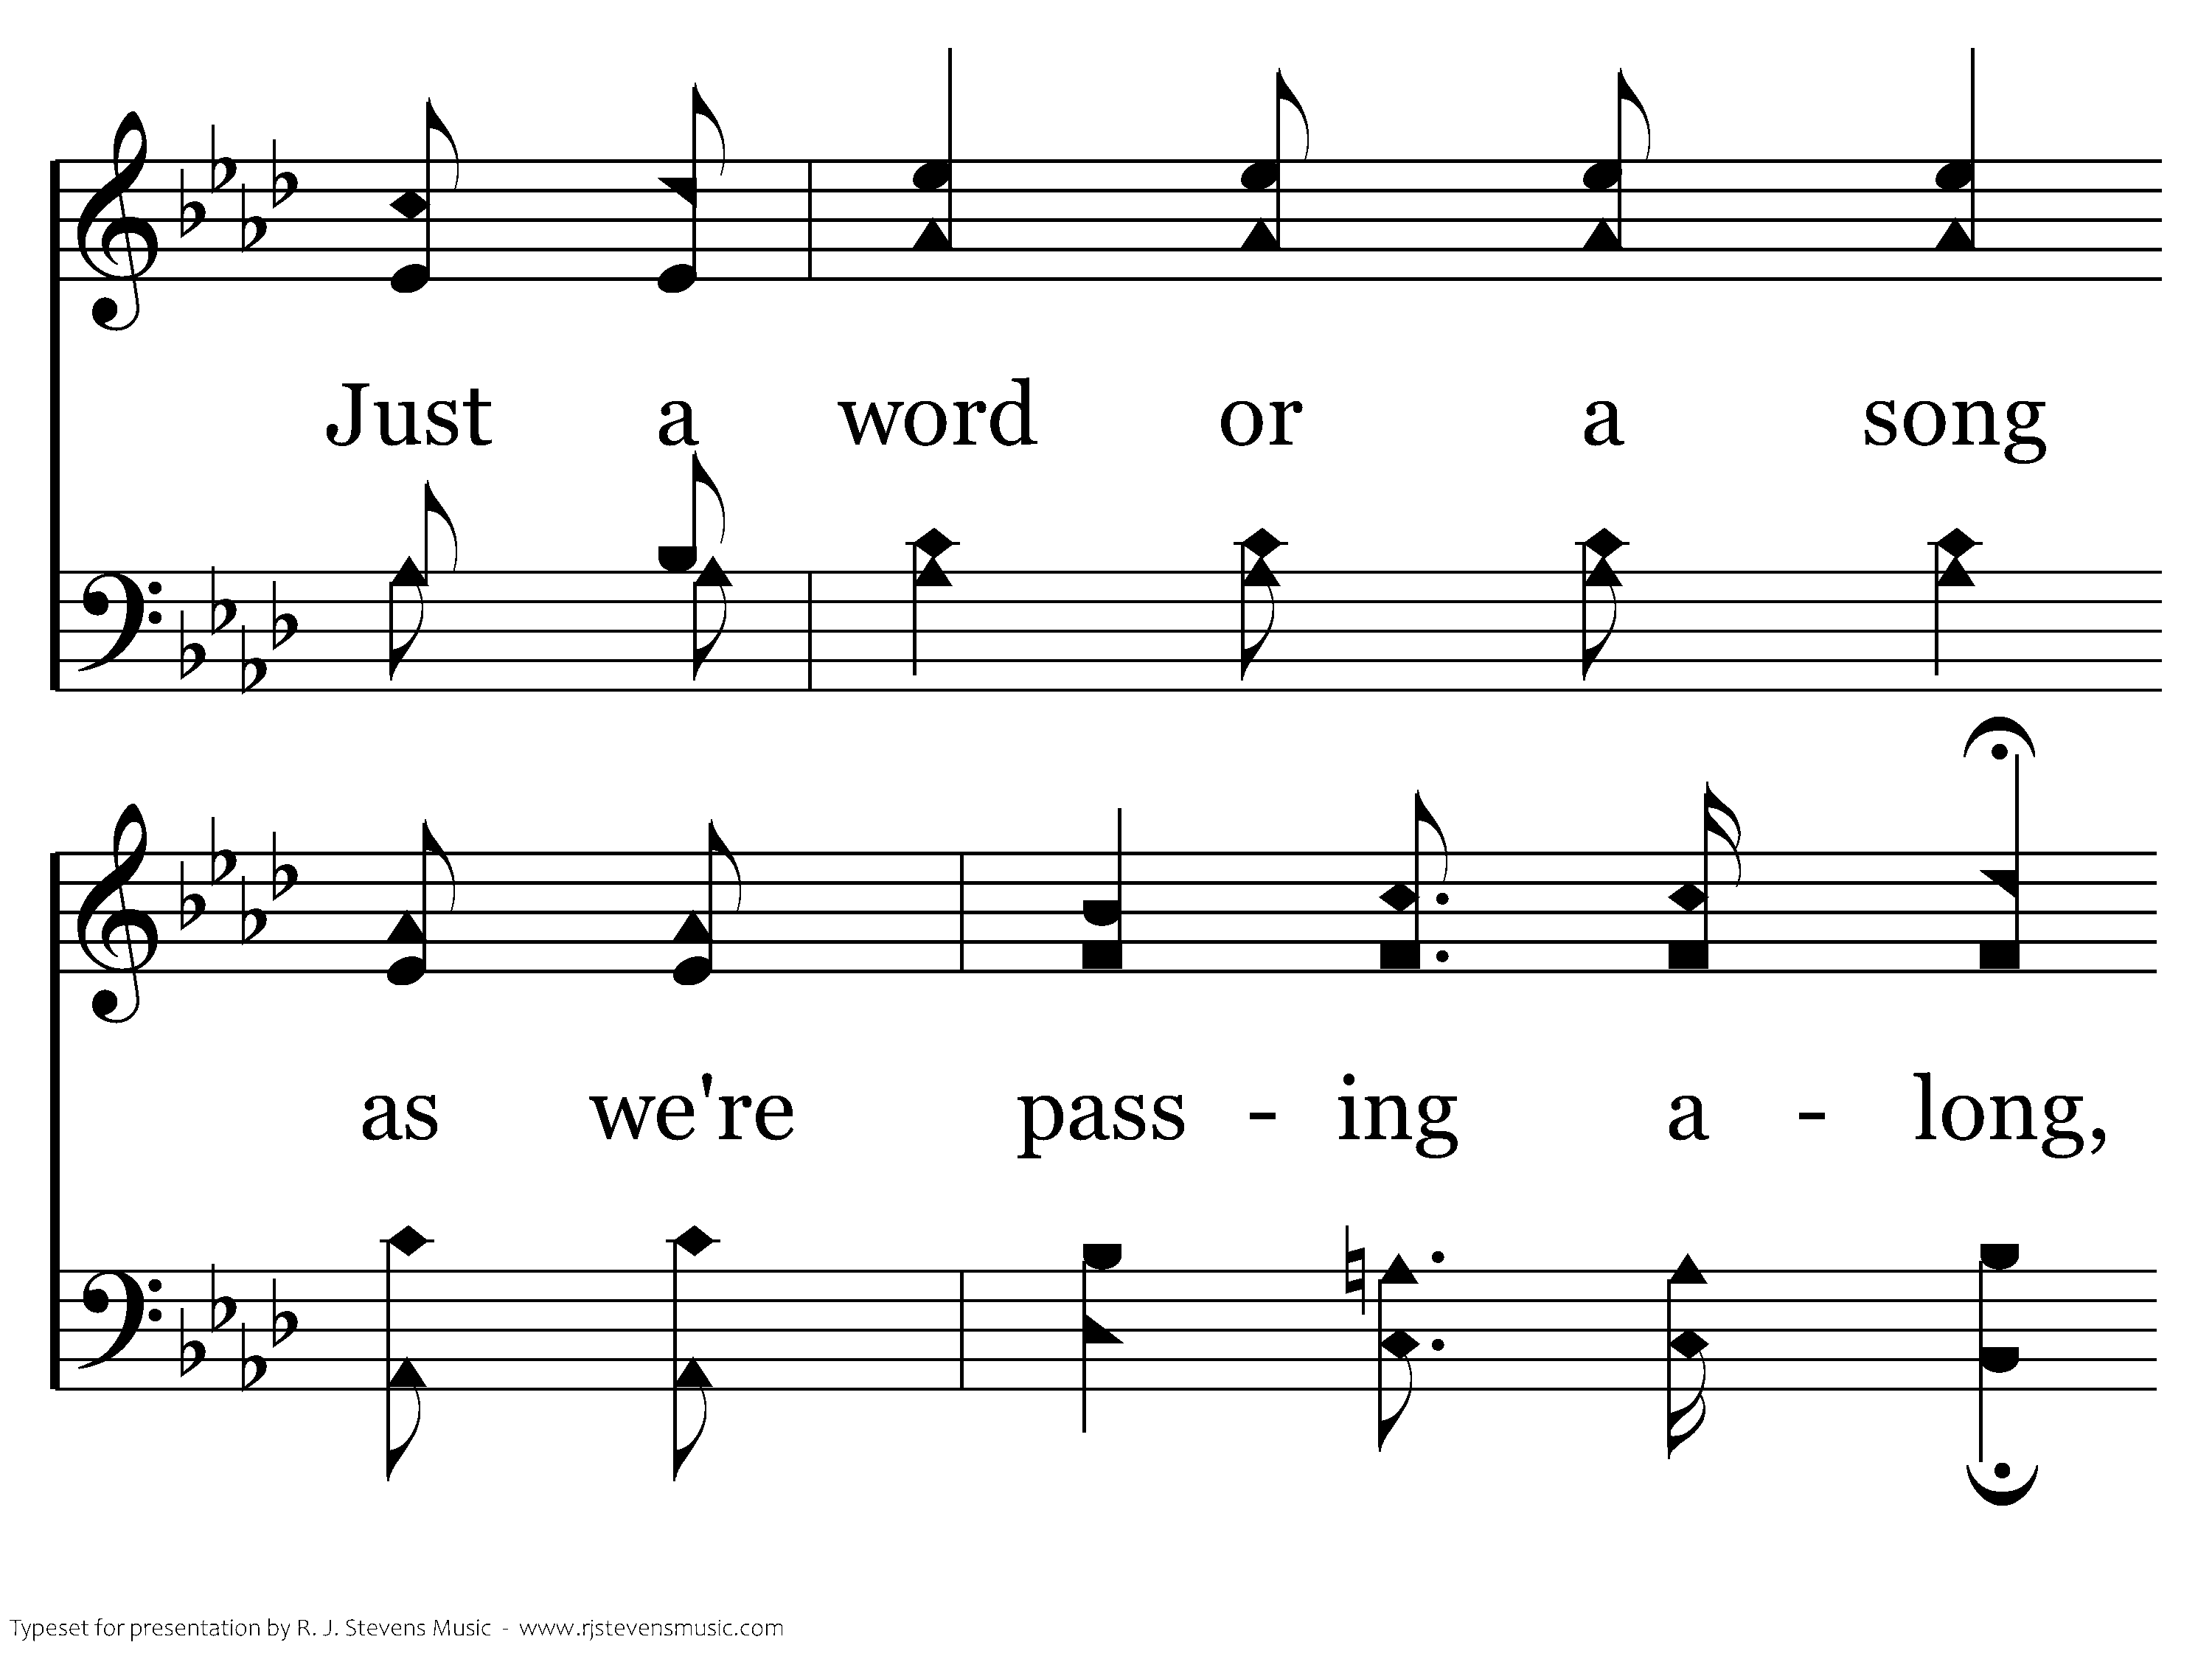 Just a word or a song
as we're pass - ing a - long,
Typeset for presentation by R. J. Stevens Music - www.rjstevensmusic.com